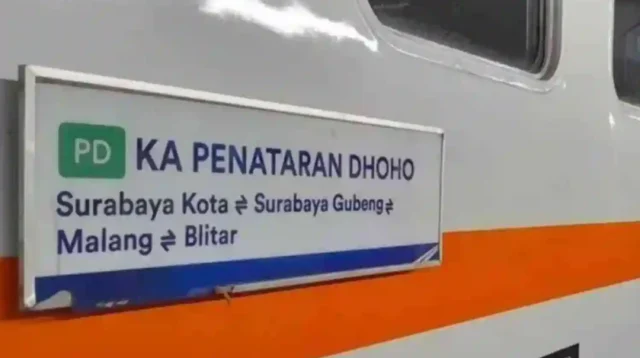 PD KA PENATARAN DHOHO
Surabaya Kota ⇌ Surabaya Gubeng ⇌
Malang ⇌ Blitar